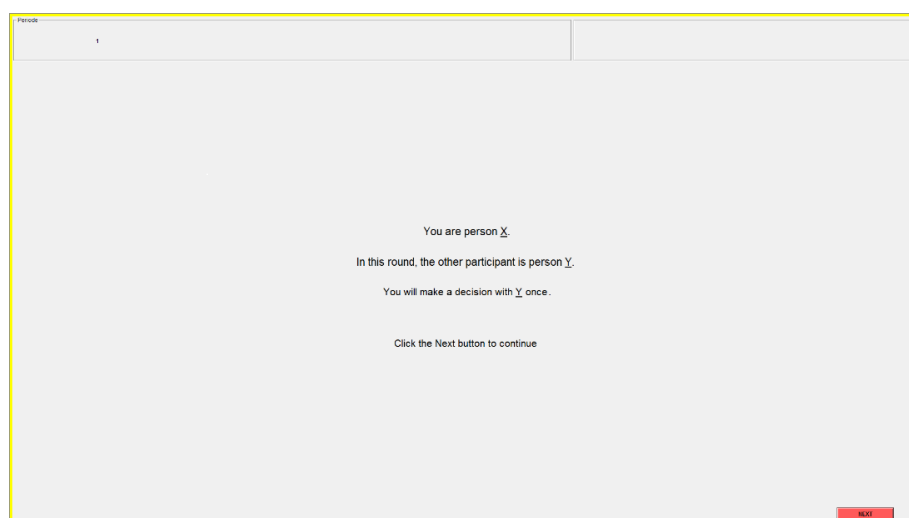 Periode
1
You are person X.
In this round, the other participant is person Y.
You will make a decision with Y once.
Click the Next button to continue
NEXT